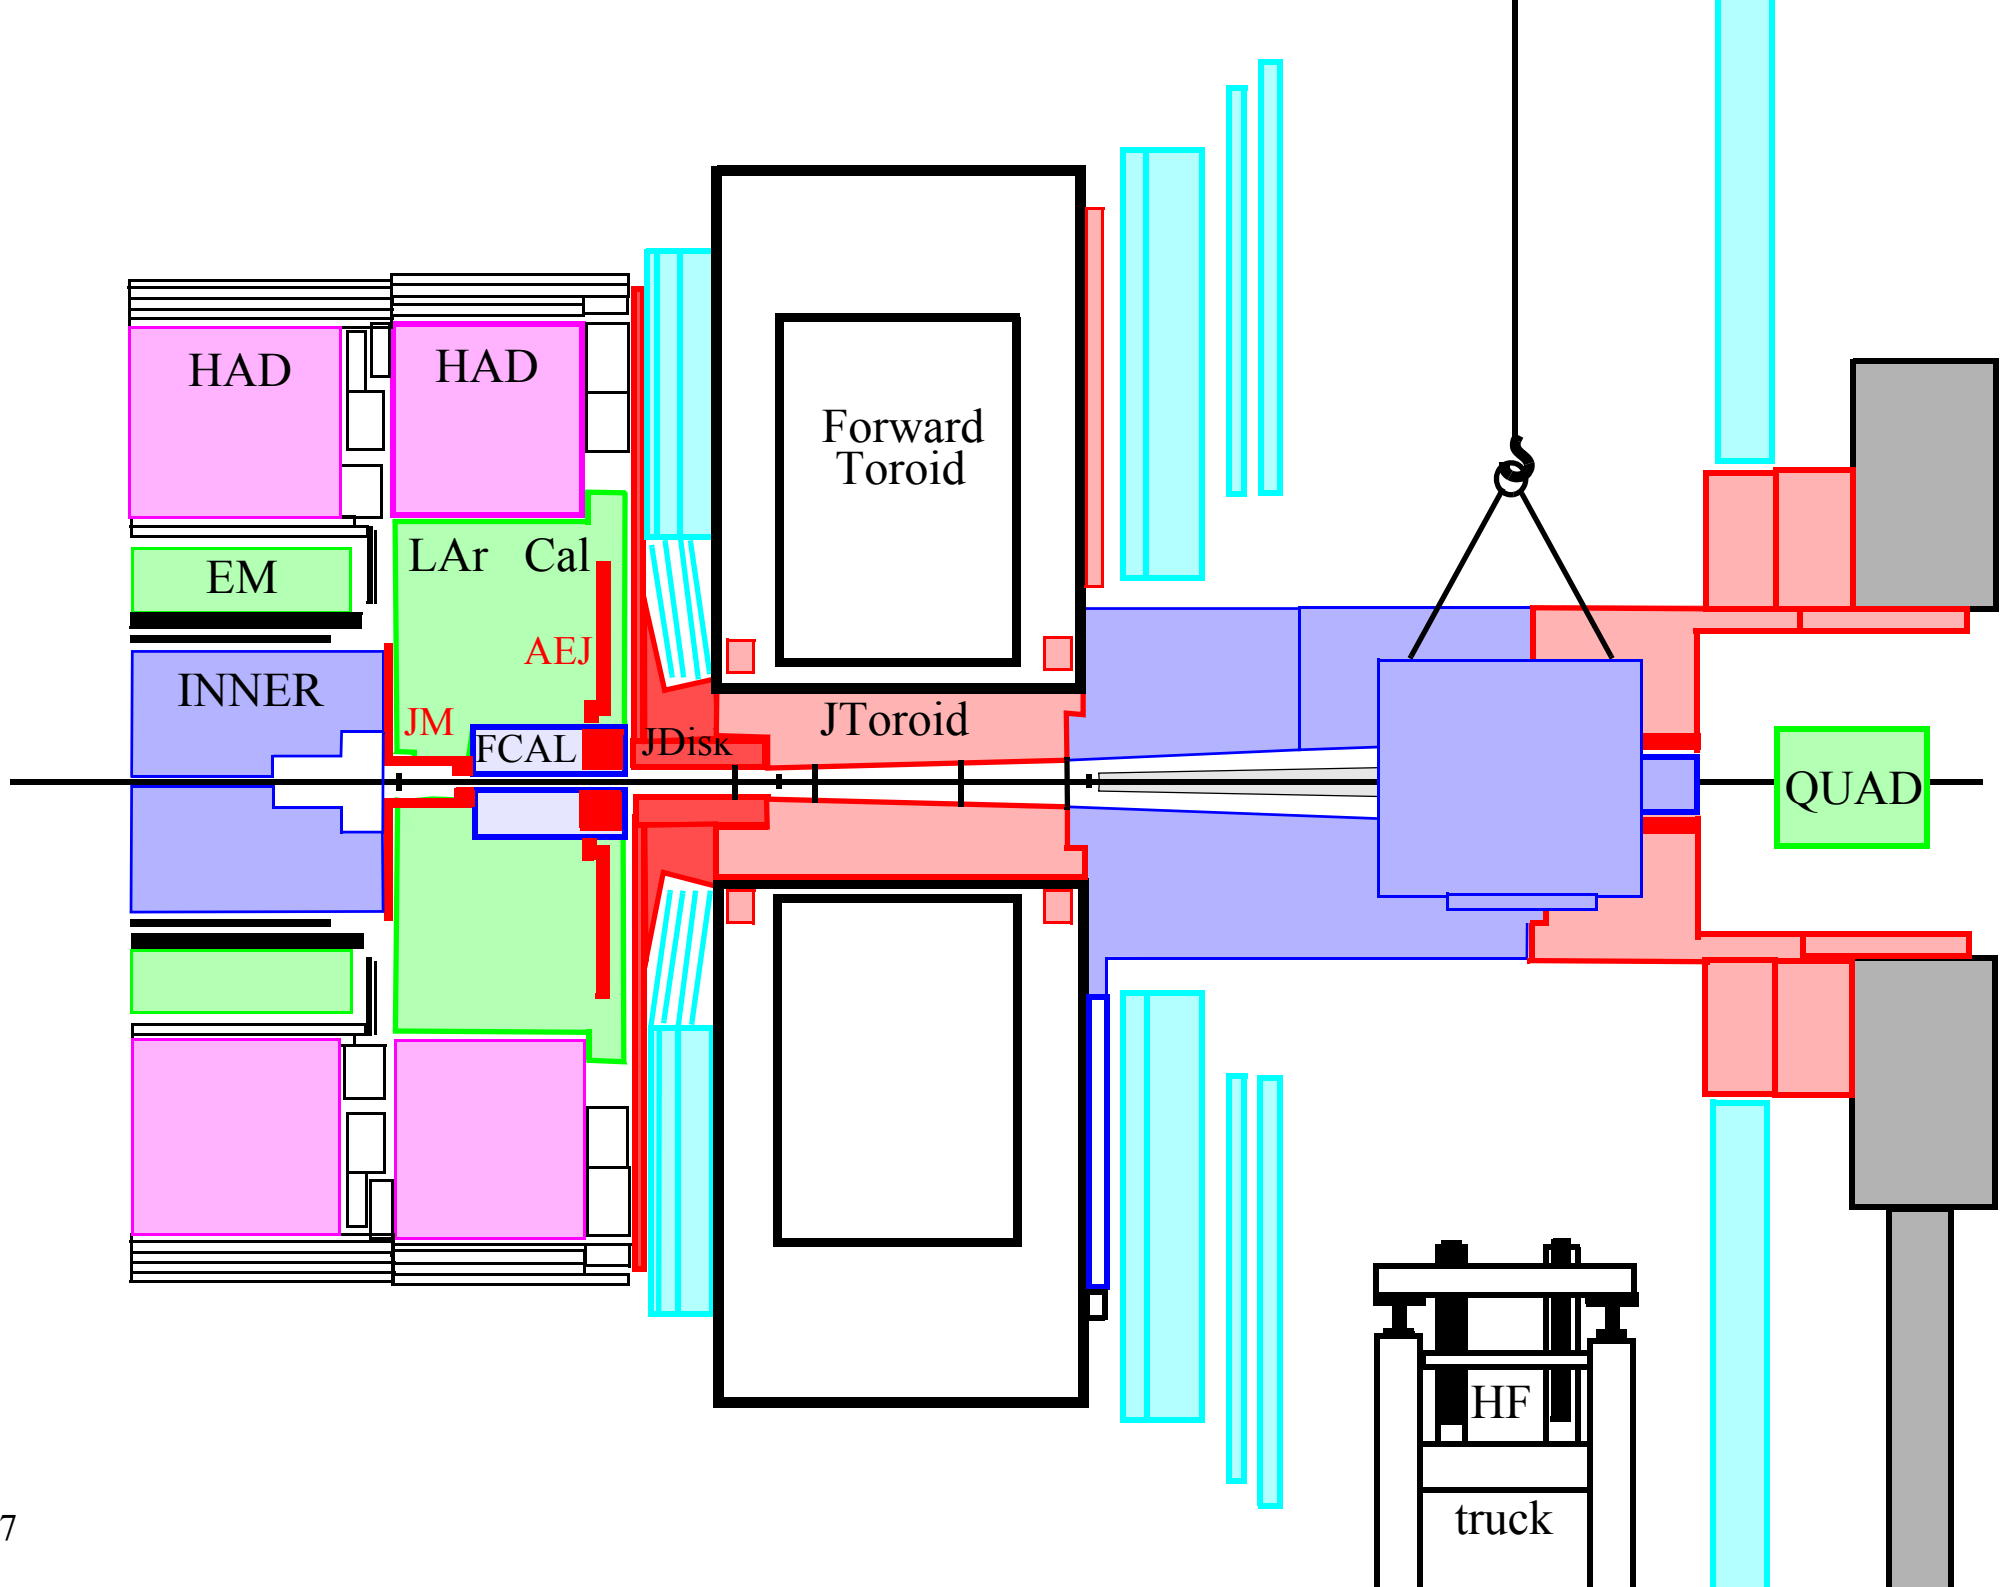 HAD
HAD
Forward
Toroid
LAr Cal
EM
AEJ
INNER
JM
JToroid
FCAL
JDisk
QUAD
HF
truck
7